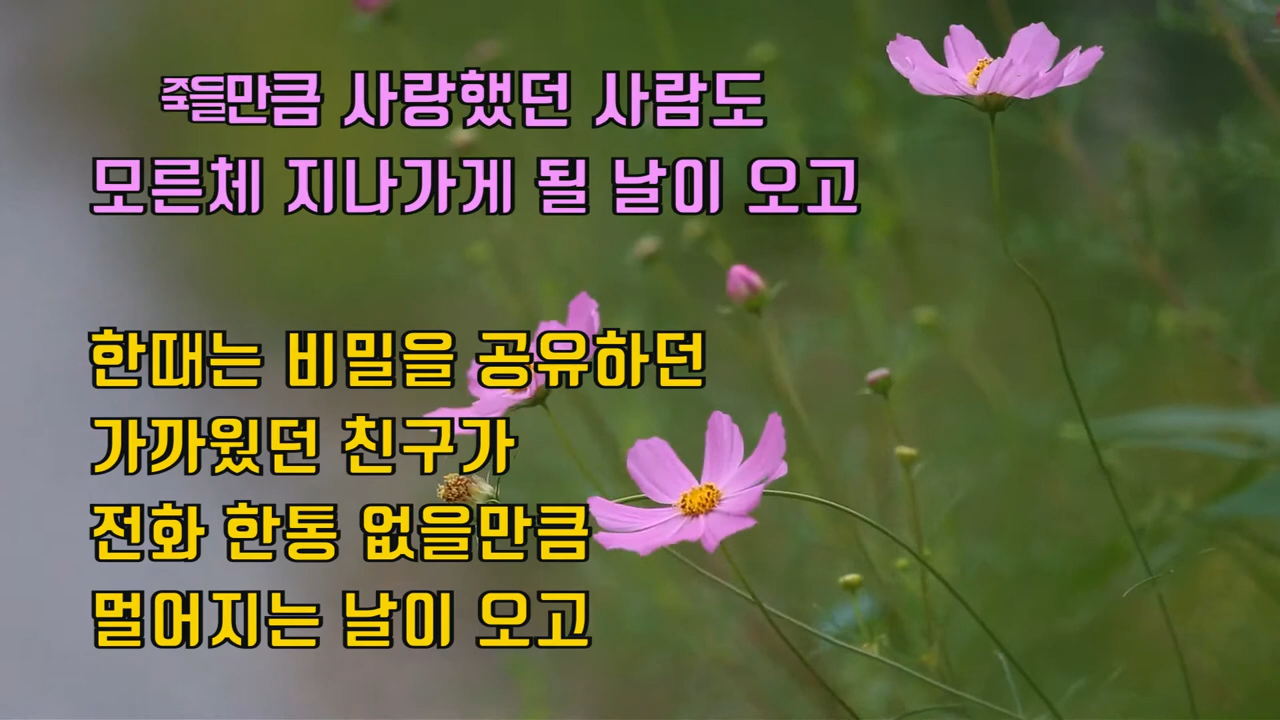 죽들만큼 사랑했던 사람도
모른체 지나가게 될 날이 오고
한때는 비밀을 공유하던
가까웠던 친구가
전화 한통 없을만큼
멀어지는 날이 오고